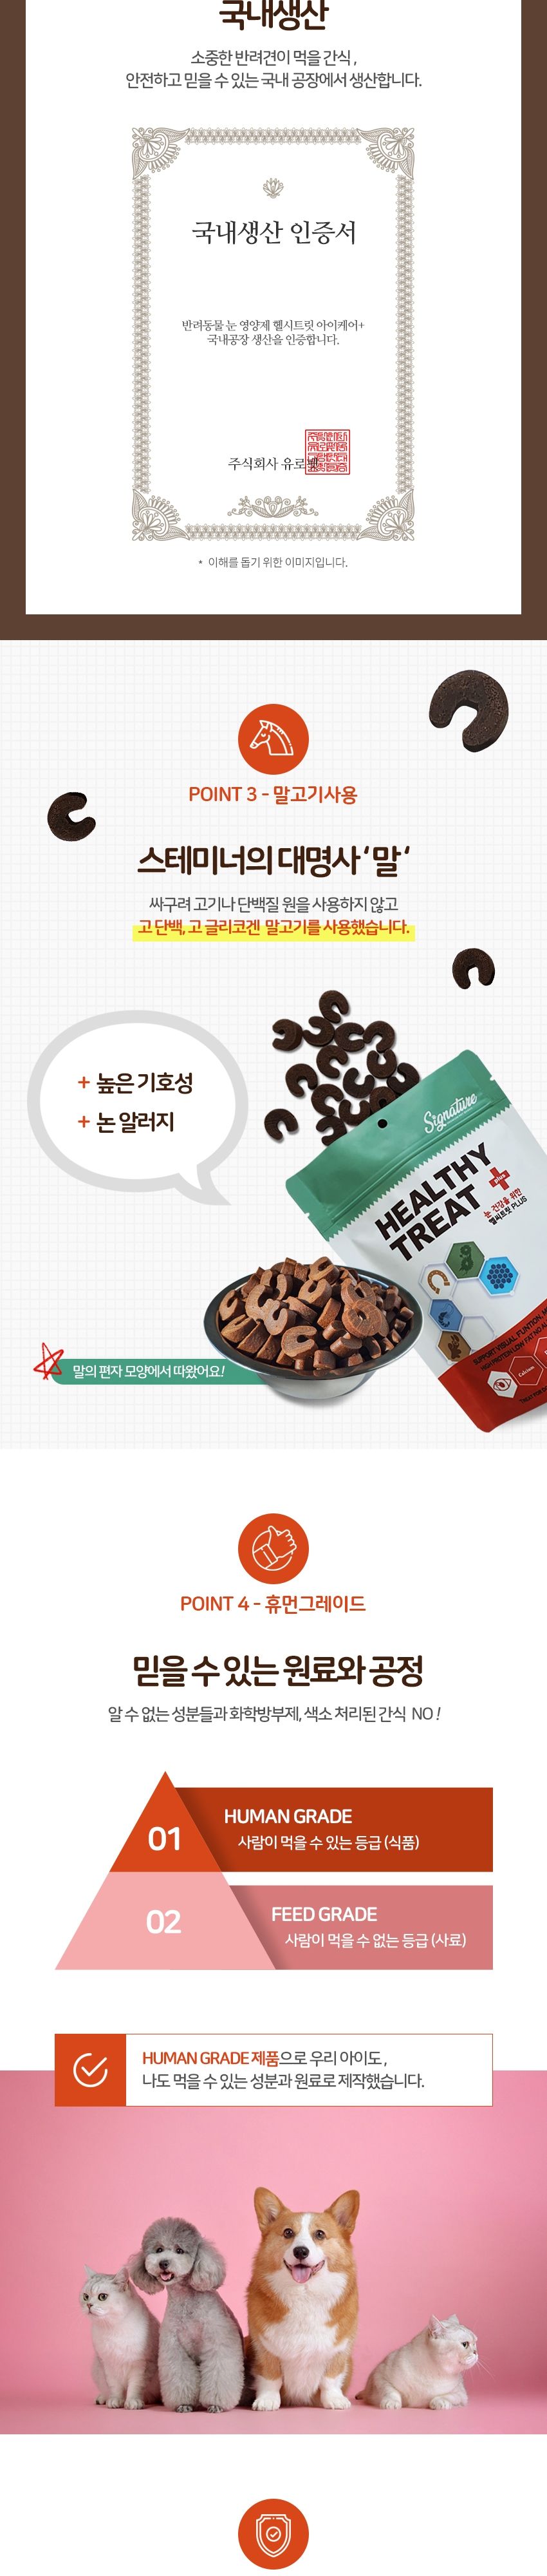 국내생산
소중한 반려견이 먹을 간식 ,
안전하고 믿을 수 있는 국내 공장에서 생산합니다.
국내생산 인증서
반려동물 눈 영양제 헬시트릿 아이케어+
국내공장 생산을 인증합니다.
주식회사 유로벳
* 이해를 돕기 위한 이미지입니다.
POINT 3 - 말고기사용
스테미너의 대명사 ‘ 말 ‘
싸구려 고기나 단백질 원을 사용하지 않고
고 단백, 고 글리코겐 말고기를 사용했습니다.
+ 높은 기호성
+ 논 알러지
Signature
HEALTHY
TREAT
PLUS
눈 건강을 위한
헬씨트릿 PLUS
Calcium
말의 편자 모양에서 따왔어요!
POINT 4 - 휴먼그레이드
믿을 수 있는 원료와 공정
알 수 없는 성분들과 화학방부제, 색소 처리된 간식 NO !
01
HUMAN GRADE
사람이 먹을 수 있는 등급 (식품)
02
FEED GRADE
사람이 먹을 수 없는 등급 (사료)
HUMAN GRADE 제품으로 우리 아이도 ,
나도 먹을 수 있는 성분과 원료로 제작했습니다.